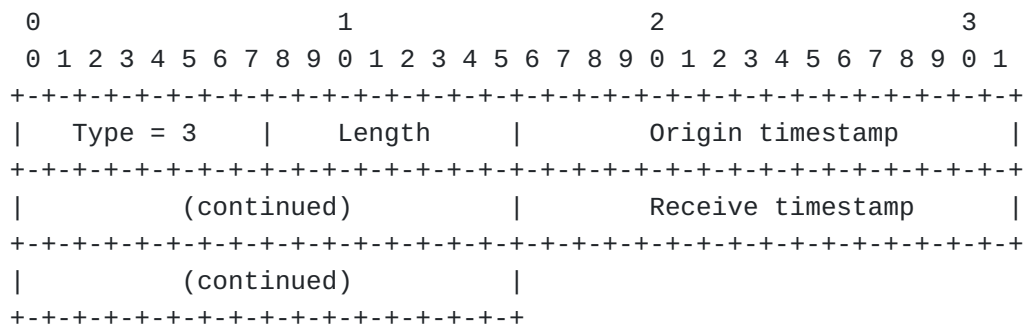 0                   1                   2                   3
 0 1 2 3 4 5 6 7 8 9 0 1 2 3 4 5 6 7 8 9 0 1 2 3 4 5 6 7 8 9 0 1
+-+-+-+-+-+-+-+-+-+-+-+-+-+-+-+-+-+-+-+-+-+-+-+-+-+-+-+-+-+-+-+-+
|   Type = 3    |    Length     |        Origin timestamp       |
+-+-+-+-+-+-+-+-+-+-+-+-+-+-+-+-+-+-+-+-+-+-+-+-+-+-+-+-+-+-+-+-+
|          (continued)          |        Receive timestamp      |
+-+-+-+-+-+-+-+-+-+-+-+-+-+-+-+-+-+-+-+-+-+-+-+-+-+-+-+-+-+-+-+-+
|          (continued)          |
+-+-+-+-+-+-+-+-+-+-+-+-+-+-+-+-+